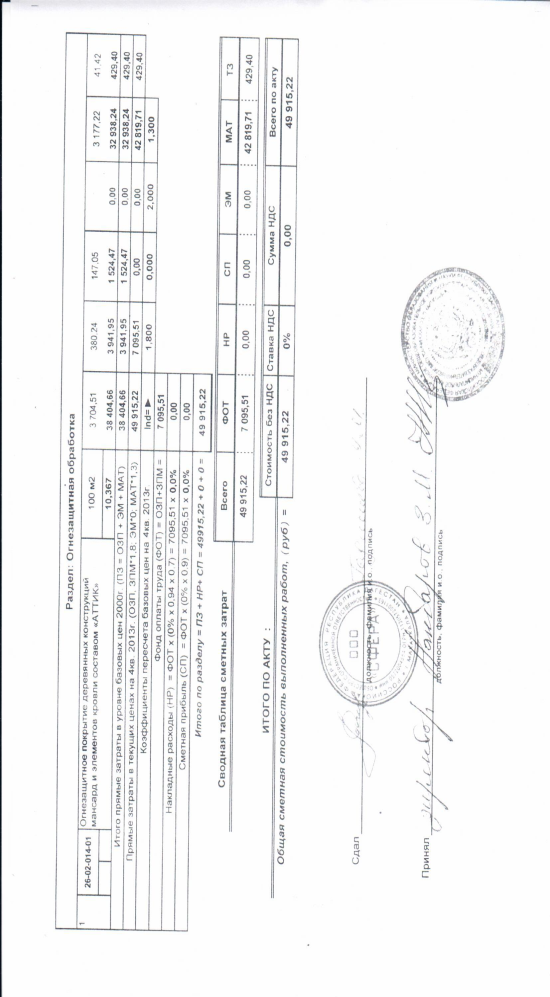 Раздел: Огнезащитная обработка
1 26-02-014-01 Огнезащитное покрытие деревянных конструкций мансард и элементов кровли составом «АТТИК» 100 м2 3 704,51 380.24 147.05 3 177,22 41.42
10,367 38 404,66 3 941,95 1 524,47 0,00 32 938,24 429,40
Итого прямые затраты в уровне базовых цен 2000г. (ПЗ = ОЗП + ЭМ + МАТ) 38 404,66 3 941,95 1 524,47 0,00 32 938,24 429,40
Прямые затраты в текущих ценах на 4кв. 2013г. (ОЗП, ЗПМ*1,8, ЭМ*0, МАТ*1,3) 49 915,22 7 095,51 0,00 0,00 42 819,71 429,40
Коэффициенты пересчета базовых цен на 4кв. 2013г Ind=► 1,800 0,000 2,000 1,300
Фонд оплаты труда (ФОТ) = ОЗП+ЗПМ = 7 095,51
Накладные расходы (НР) = ФОТ x (0% x 0,94 x 0.7) = 7095,51 x 0,0% 0,00
Сметная прибыль (СП) = ФОТ x (0% x 0.9) = 7095,51 x 0,0% 0,00
Итого по разделу = ПЗ + НР+ СП = 49915,22 + 0 + 0 = 49 915,22
Сводная таблица сметных затрат Всего ФОТ НР СП ЭМ МАТ ТЗ
49 915,22 7 095,51 0,00 0,00 0,00 42 819,71 429,40
ИТОГО ПО АКТУ : Стоимость без НДС Ставка НДС Сумма НДС Всего по акту
Общая сметная стоимость выполненных работ, (руб) = 49 915,22 0% 0,00 49 915,22
Сдал
должность, фамилия и о подпись
ООО
СФЕРА
Принял
должность, фамилия и о подпись